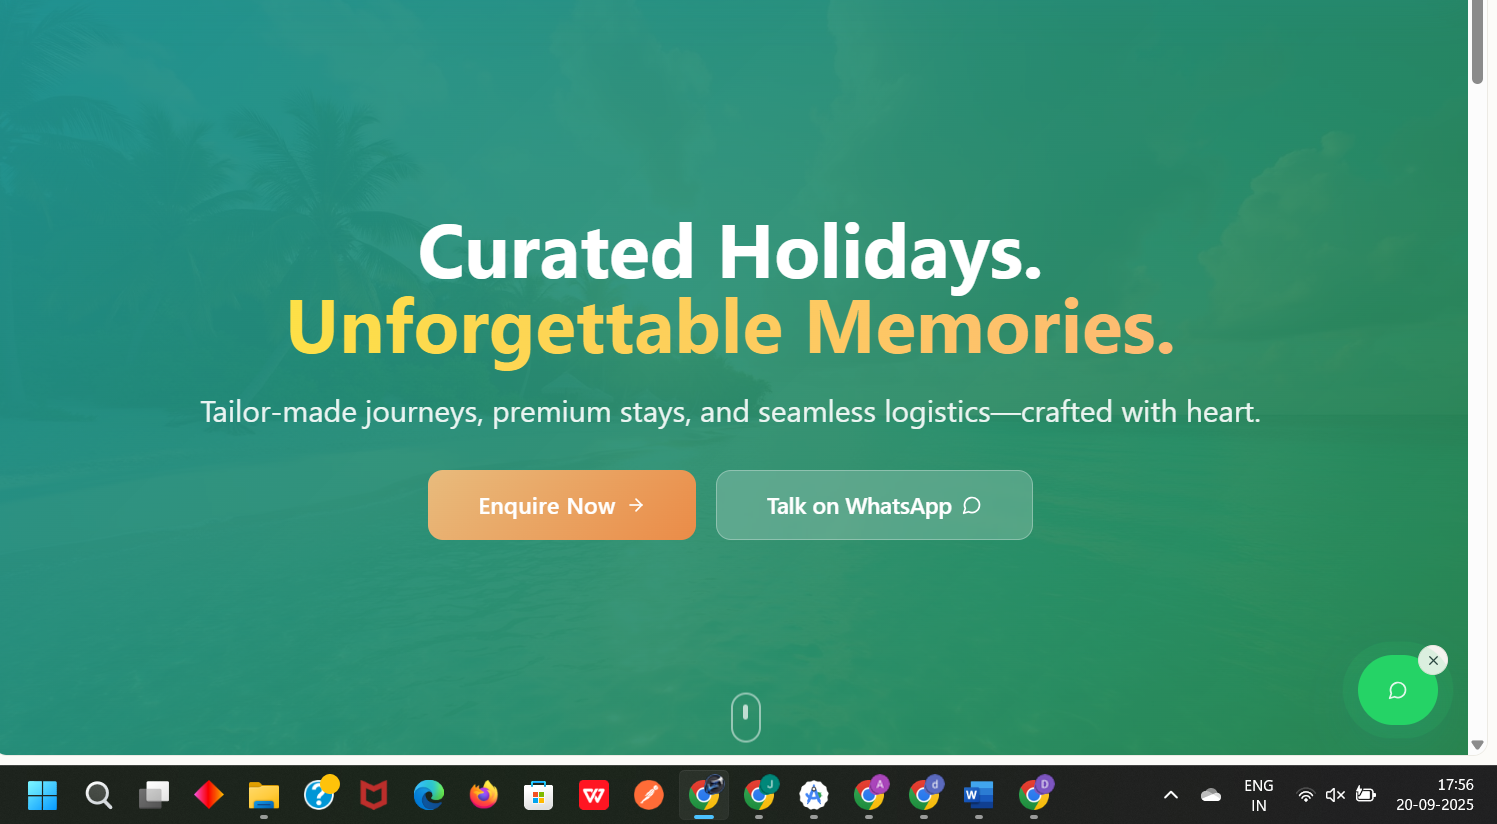 Curated Holidays.
Unforgettable Memories.
Tailor-made journeys, premium stays, and seamless logistics—crafted with heart.
Enquire Now
Talk on WhatsApp
J
A
d
W
D
ENG
IN
17:56
20-09-2025